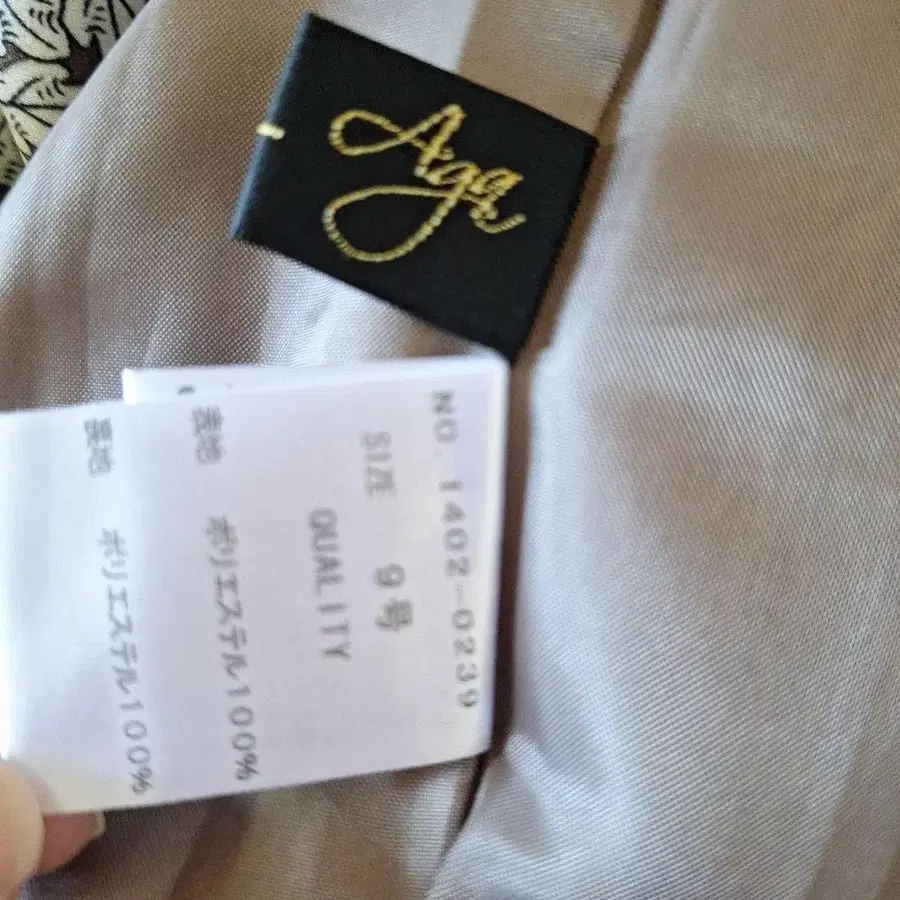 Aga
NO. 1402-0239
SIZE 9号
QUALITY
表地 ポリエステル100%
裏地 ポリエステル100%